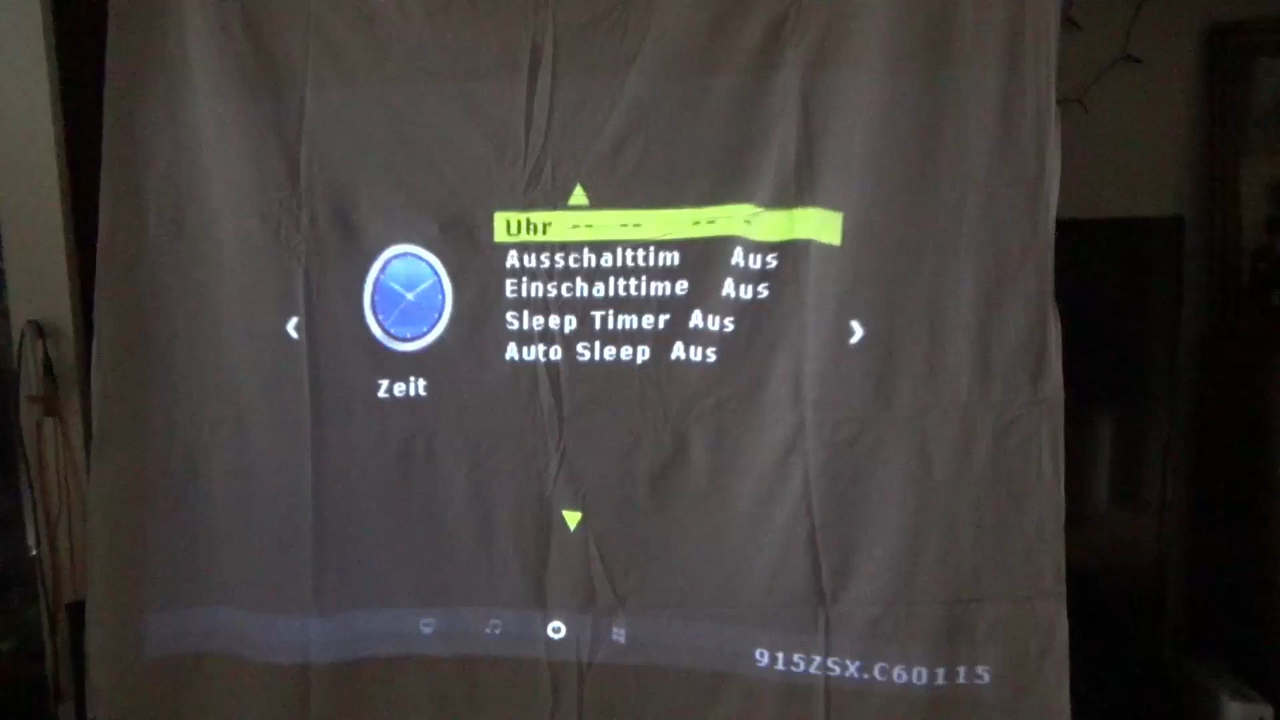 Uhr -- -- -- -
Ausschalttim Aus
Einschalttime Aus
Sleep Timer Aus
Auto Sleep Aus
Zeit
915ZSX.C60115